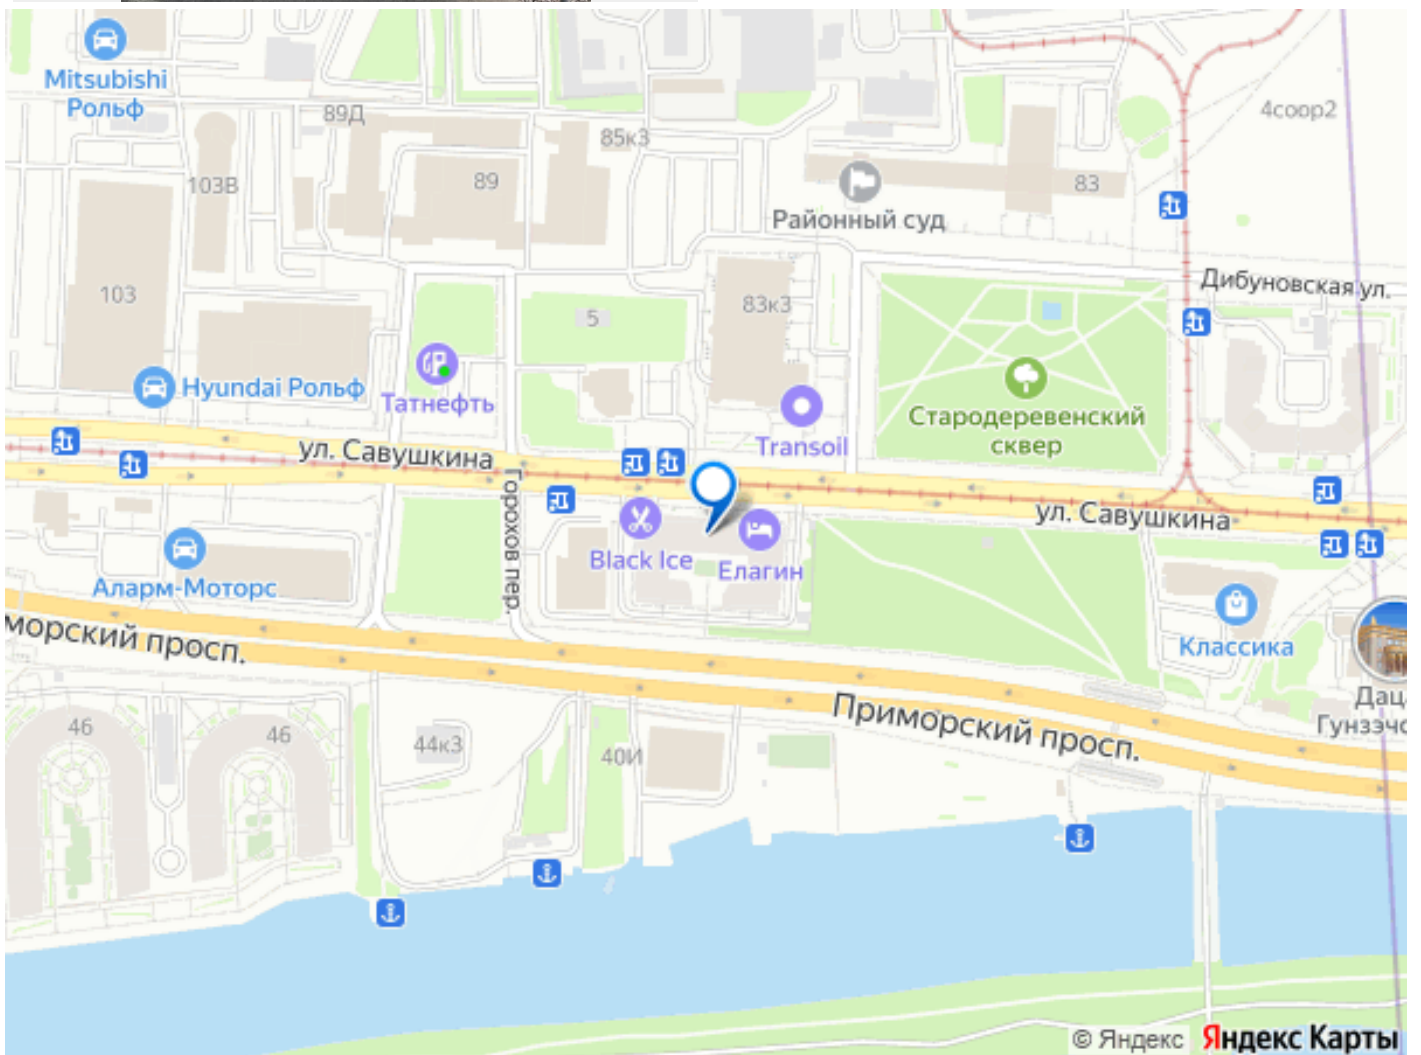 Mitsubishi
Рольф
89Д
85к3
4соор2
103В
89
83
Районный суд
103
5
83к3
Дибуновская ул.
Hyundai Рольф
Татнефть
Стародеревенский
сквер
Transoil
ул. Савушкина
ул. Савушкина
Горохов пер.
Black Ice
Елагин
Аларм-Моторс
Классика
морский просп.
Приморский просп.
Дац
Гунзэчо
46
46
44к3
40И
© Яндекс Яндекс Карты